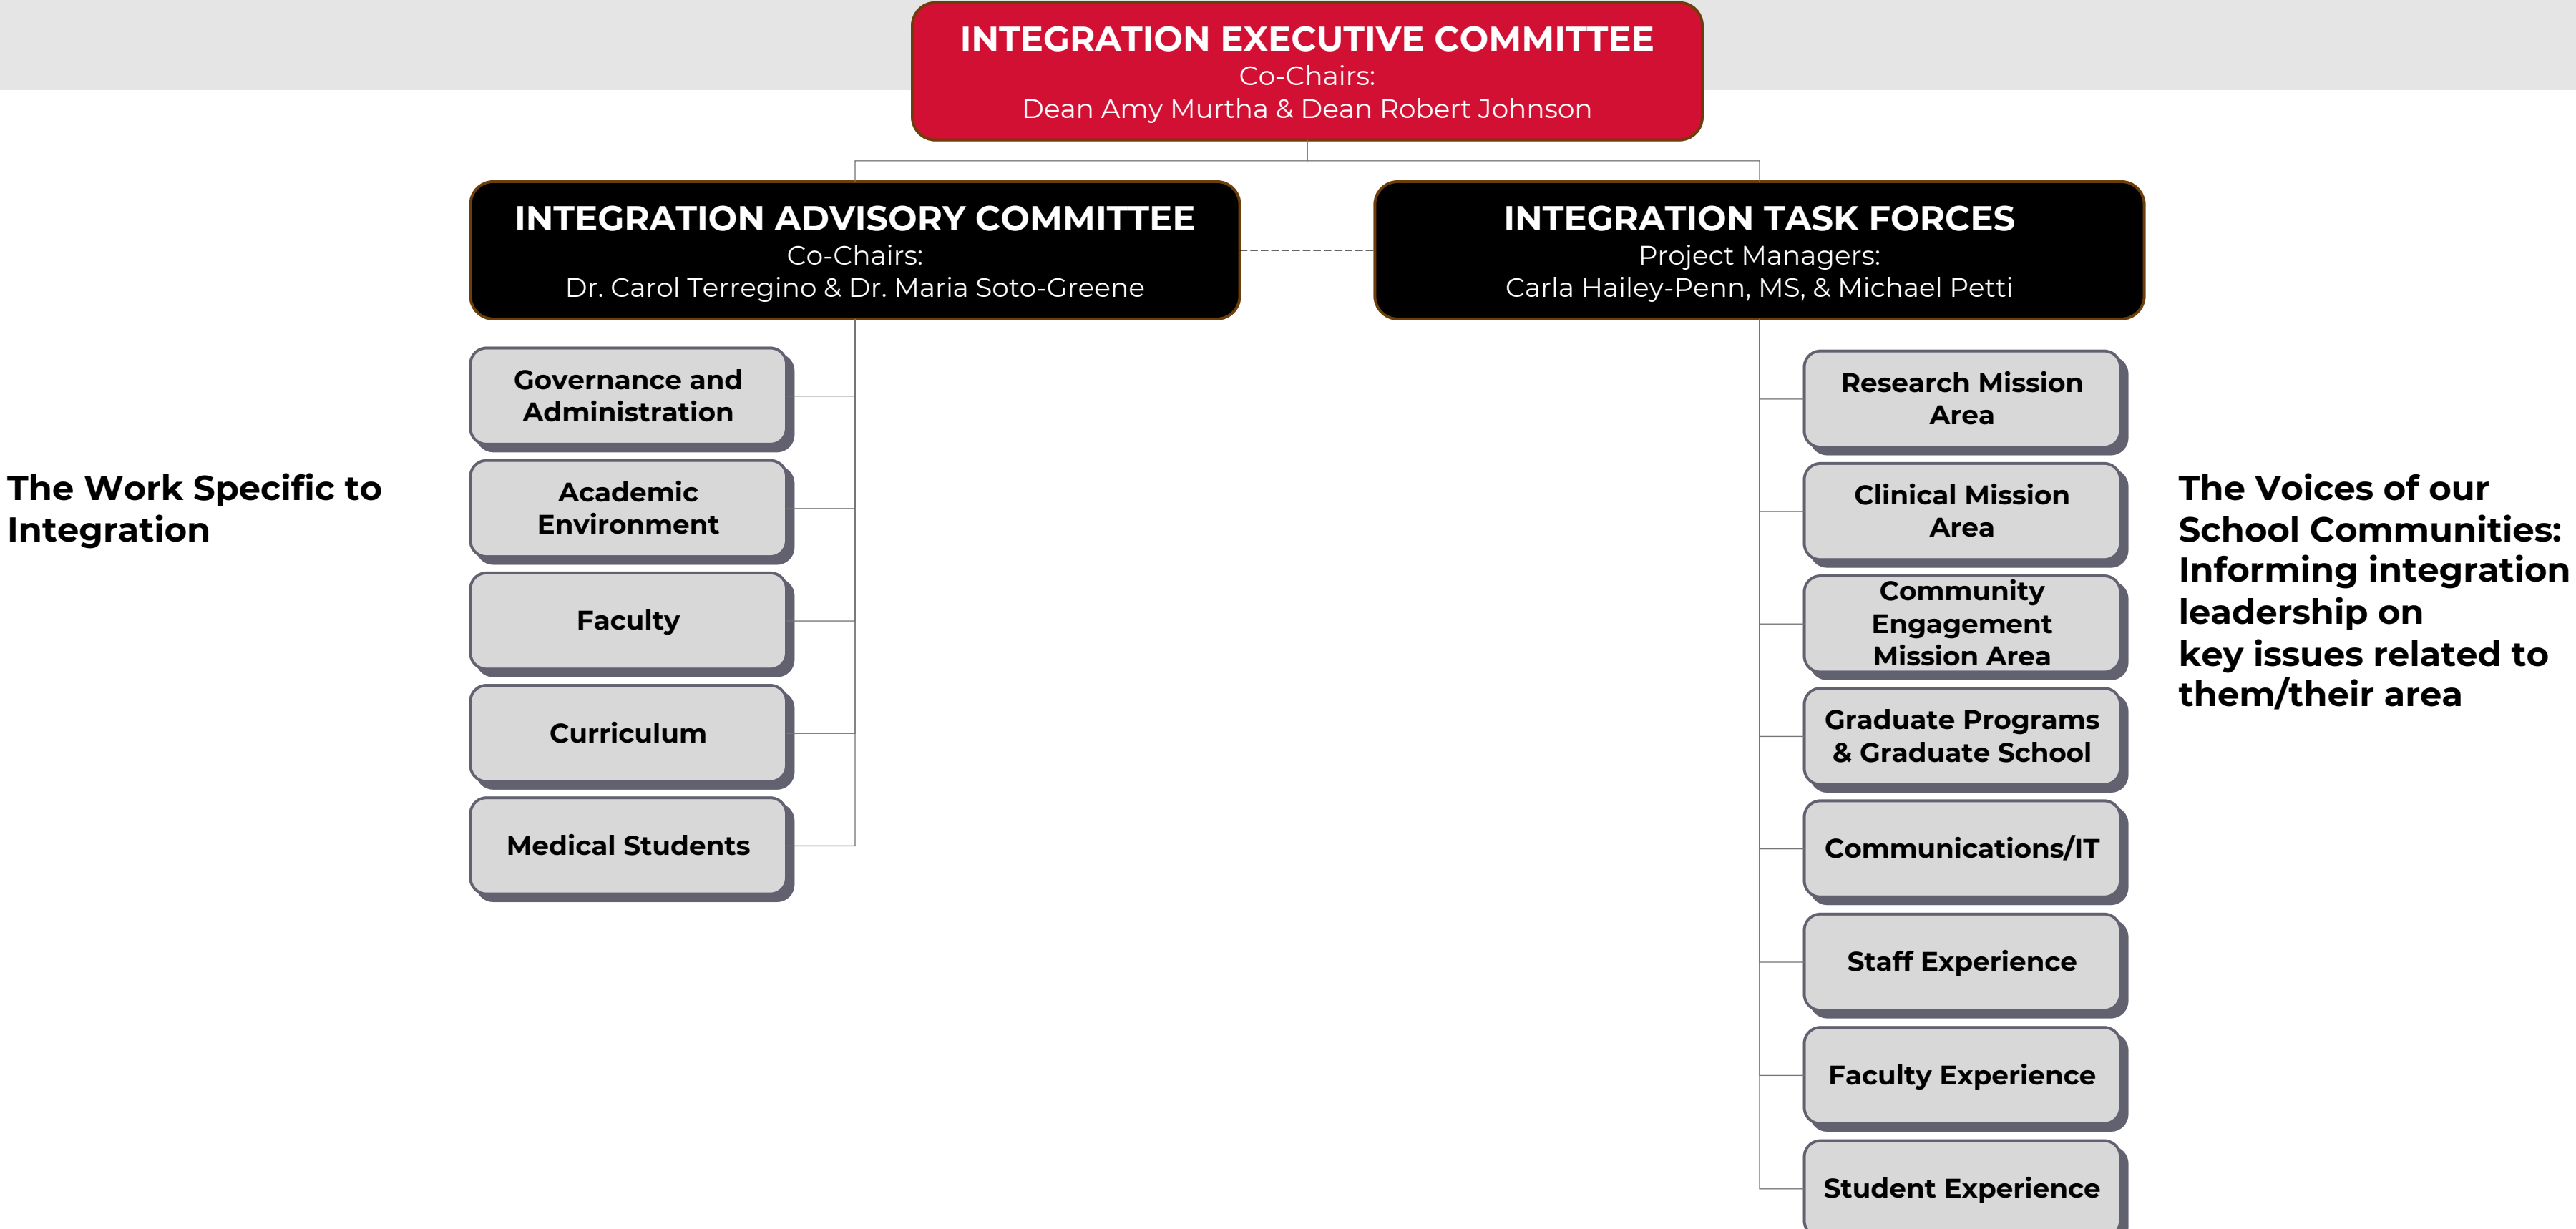 INTEGRATION EXECUTIVE COMMITTEE
Co-Chairs:
Dean Amy Murtha & Dean Robert Johnson
INTEGRATION ADVISORY COMMITTEE
Co-Chairs:
Dr. Carol Terregino & Dr. Maria Soto-Greene
INTEGRATION TASK FORCES
Project Managers:
Carla Hailey-Penn, MS, & Michael Petti
The Work Specific to
Integration
Governance and
Administration
Academic
Environment
Faculty
Curriculum
Medical Students
Research Mission
Area
Clinical Mission
Area
Community
Engagement
Mission Area
Graduate Programs
& Graduate School
Communications/IT
Staff Experience
Faculty Experience
Student Experience
The Voices of our
School Communities:
Informing integration
leadership on
key issues related to
them/their area